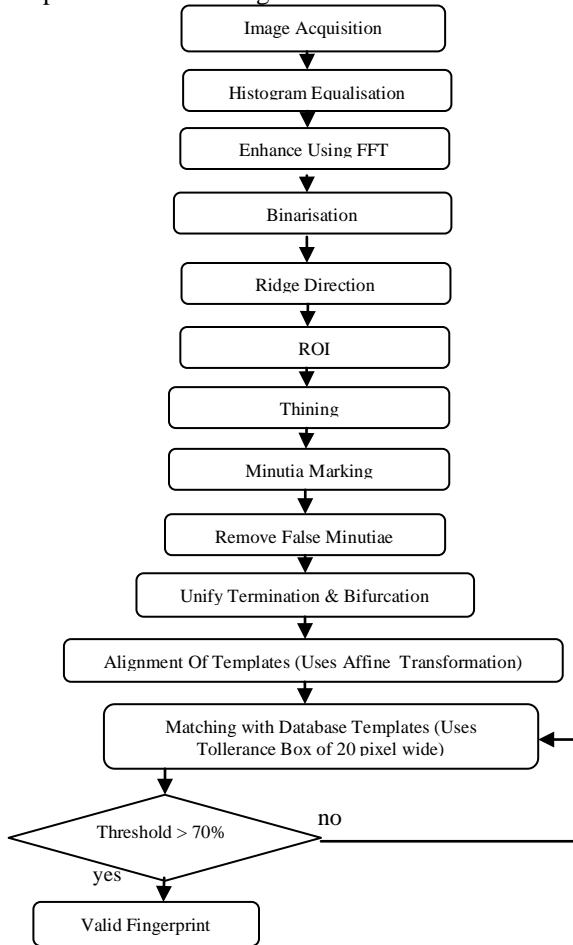 Image Acquisition
Histogram Equalisation
Enhance Using FFT
Binarisation
Ridge Direction
ROI
Thining
Minutia Marking
Remove False Minutiae
Unify Termination & Bifurcation
Alignment Of Templates (Uses Affine Transformation)
Matching with Database Templates (Uses
Tollerance Box of 20 pixel wide)
Threshold > 70%
no
yes
Valid Fingerprint